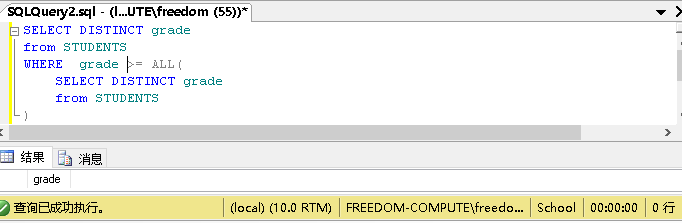 SQLQuery2.sql - (l...UTE\freedom (55))*
SELECT DISTINCT grade
from STUDENTS
WHERE grade >= ALL(
SELECT DISTINCT grade
from STUDENTS
)
结果 消息
grade
查询已成功执行。 (local) (10.0 RTM) FREEDOM-COMPUTE\freedo... School 00:00:00 0 行